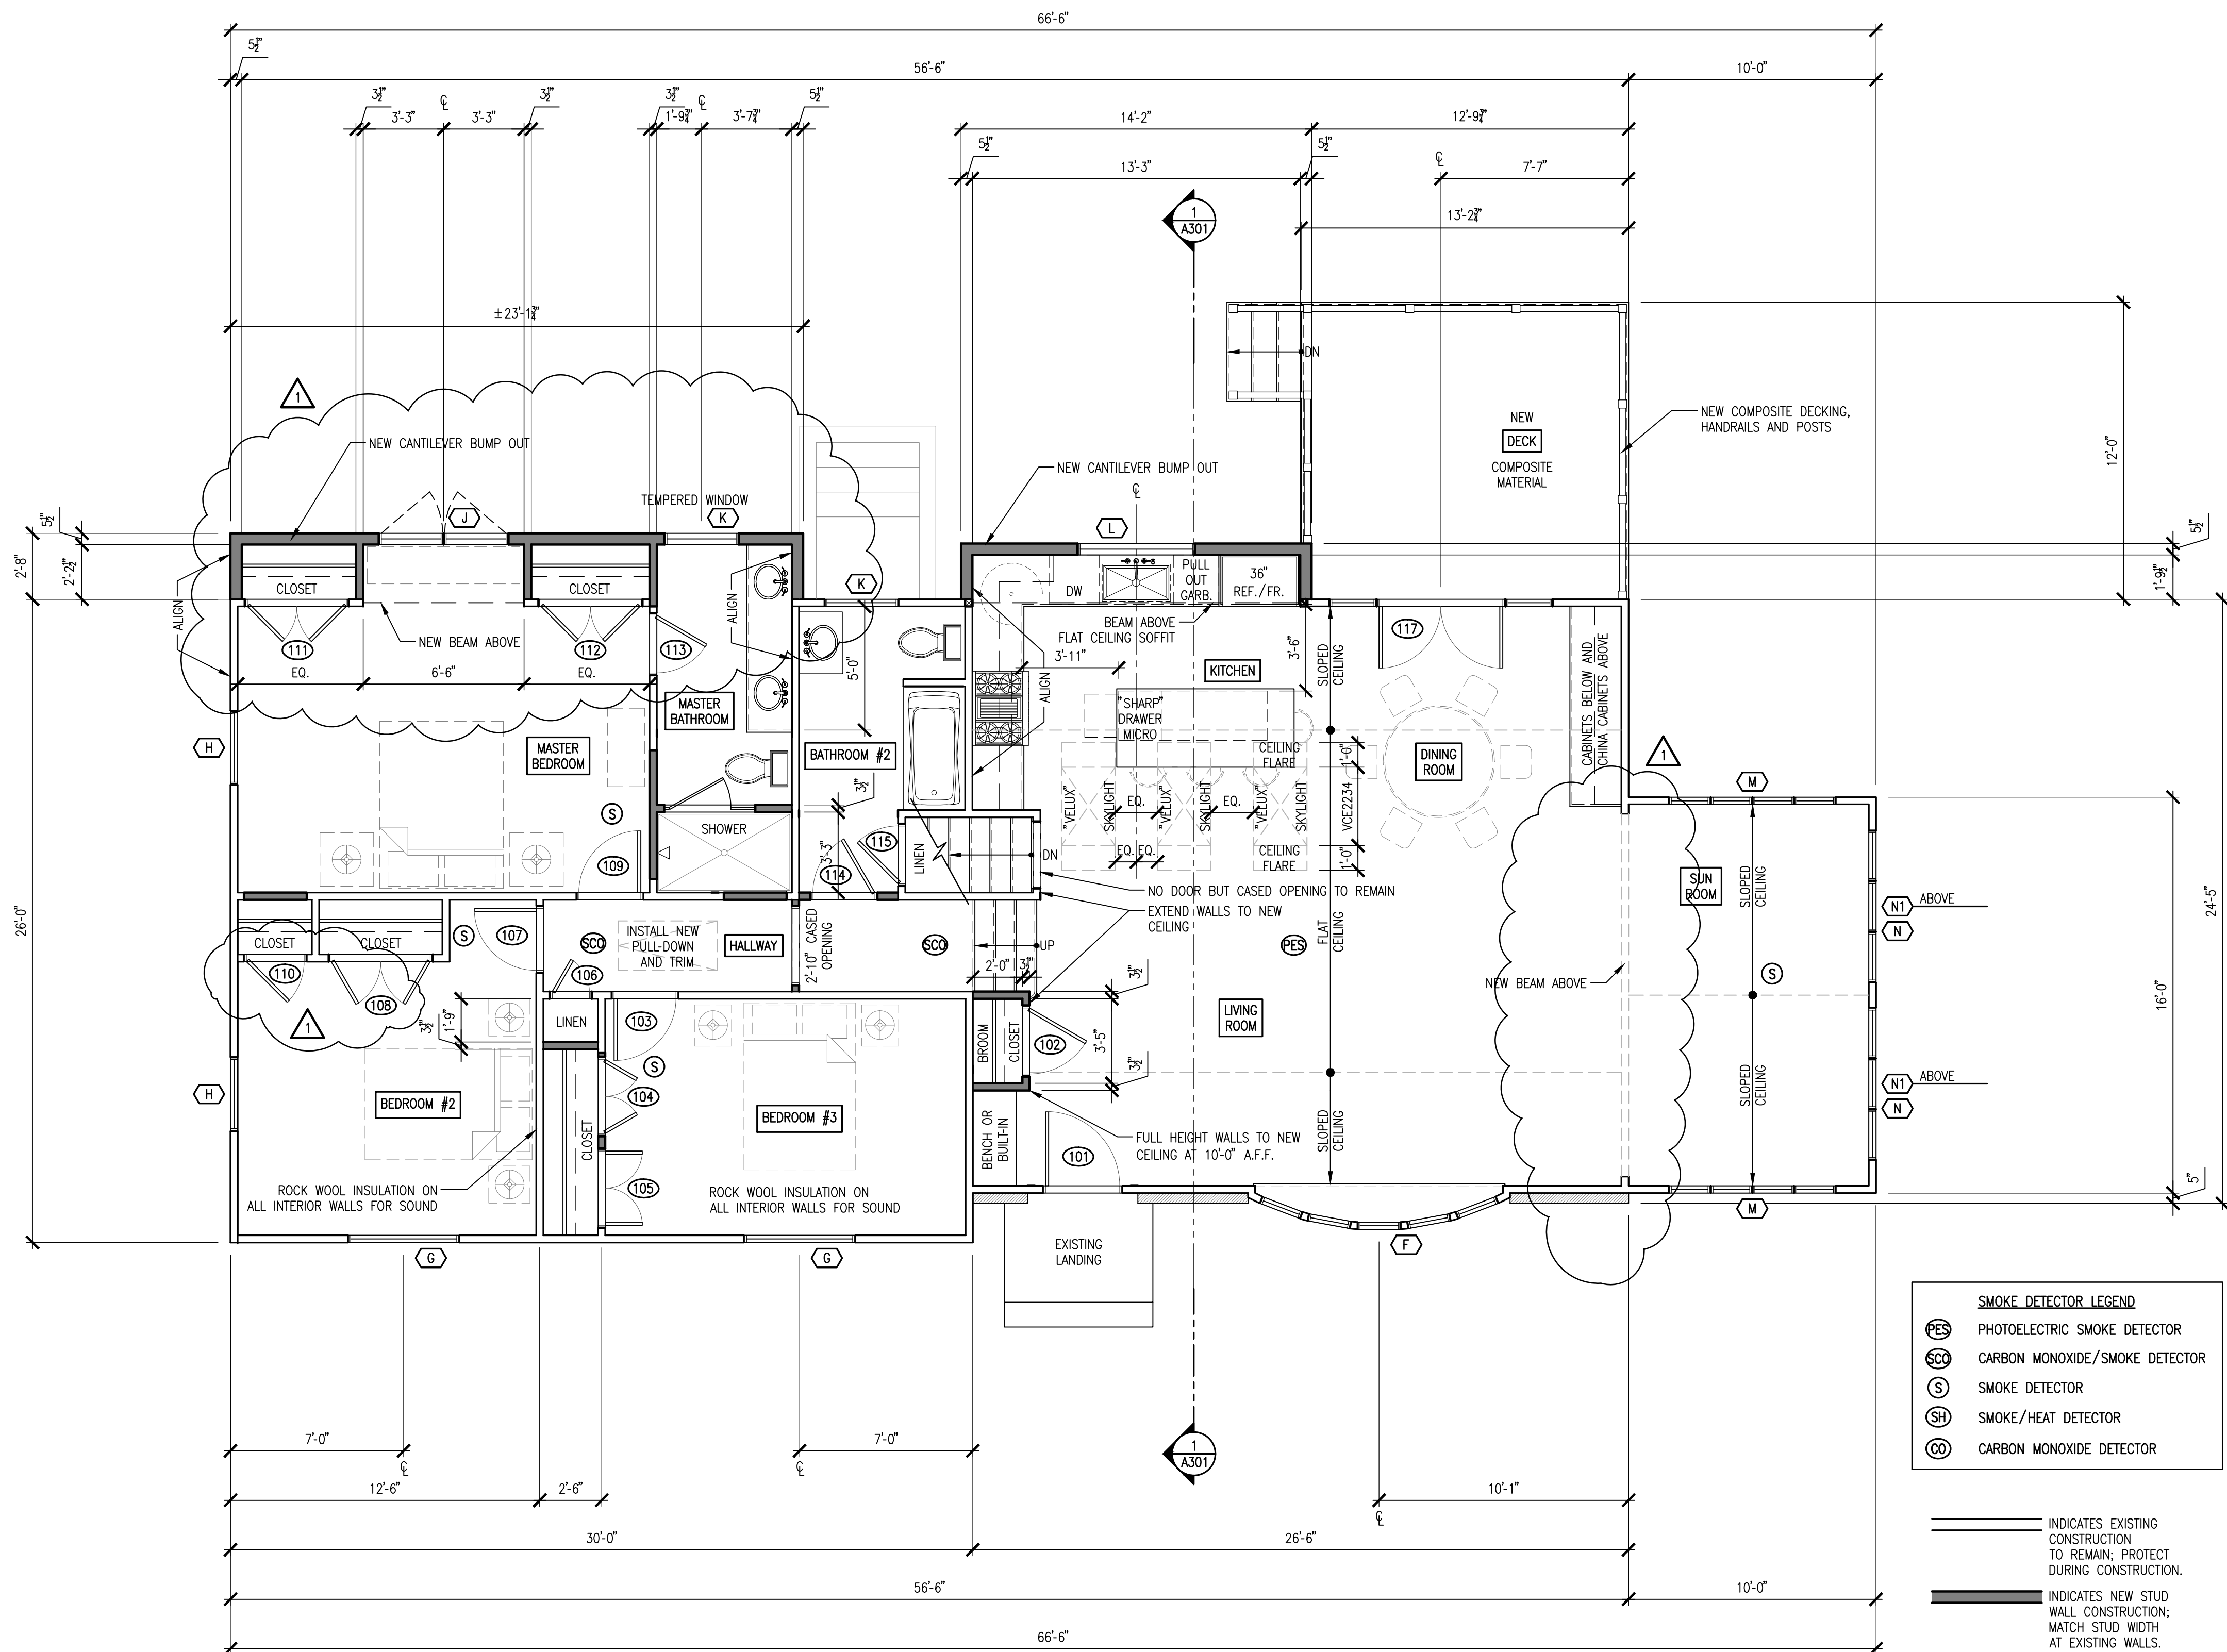 66'-6"
5½"
56'-6"
10'-0"
3½"
3'-3"
℄
3'-3"
3½"
3½"
1'-9¾"
℄
3'-7¾"
5½"
14'-2"
12'-9¾"
5½"
13'-3"
5½"
℄
7'-7"
13'-2¾"
1
A301
±23'-1¾"
DN
NEW
DECK
COMPOSITE
MATERIAL
NEW COMPOSITE DECKING,
HANDRAILS AND POSTS
12'-0"
1
NEW CANTILEVER BUMP OUT
NEW CANTILEVER BUMP OUT
℄
TEMPERED WINDOW
J
K
L
K
5½"
2'-8"
2'-2½"
ALIGN
5½"
1'-9½"
CLOSET
CLOSET
DW
PULL
OUT
GARB.
36"
REF./FR.
ALIGN
NEW BEAM ABOVE
111
112
113
EQ.
6'-6"
EQ.
BEAM ABOVE
FLAT CEILING SOFFIT
3'-11"
3'-6"
5'-0"
ALIGN
KITCHEN
SLOPED
CEILING
117
CABINETS BELOW AND
CHINA CABINETS ABOVE
MASTER
BATHROOM
"SHARP"
DRAWER
MICRO
H
MASTER
BEDROOM
BATHROOM #2
CEILING
FLARE
1'-0"
DINING
ROOM
1
M
S
SHOWER
3½"
3'-3"
"VELUX"
SKYLIGHT
EQ.
"VELUX"
SKYLIGHT
EQ.
"VELUX"
SKYLIGHT
VCE2234
109
114
115
LINEN
DN
EQ.
EQ.
CEILING
FLARE
1'-0"
NO DOOR BUT CASED OPENING TO REMAIN
EXTEND WALLS TO NEW
CEILING
SUN
ROOM
SLOPED
CEILING
N1
ABOVE
N
24'-5"
26'-0"
CLOSET
CLOSET
S
107
SCO
INSTALL NEW
PULL-DOWN
AND TRIM
HALLWAY
2'-10" CASED
OPENING
SCO
UP
PES
FLAT
CEILING
110
108
106
2'-0"
3½"
3½"
NEW BEAM ABOVE
S
16'-0"
1
3½"
1'-9"
LINEN
103
S
BROOM
CLOSET
102
3'-5"
3½"
LIVING
ROOM
H
BEDROOM #2
104
BEDROOM #3
CLOSET
SLOPED
CEILING
SLOPED
CEILING
N1
ABOVE
N
BENCH OR
BUILT-IN
101
FULL HEIGHT WALLS TO NEW
CEILING AT 10'-0" A.F.F.
ROCK WOOL INSULATION ON
ALL INTERIOR WALLS FOR SOUND
105
ROCK WOOL INSULATION ON
ALL INTERIOR WALLS FOR SOUND
5"
M
G
G
EXISTING
LANDING
F
SMOKE DETECTOR LEGEND
PES PHOTOELECTRIC SMOKE DETECTOR
SCO CARBON MONOXIDE/SMOKE DETECTOR
S SMOKE DETECTOR
SH SMOKE/HEAT DETECTOR
CO CARBON MONOXIDE DETECTOR
7'-0"
℄
7'-0"
℄
1
A301
12'-6"
2'-6"
10'-1"
℄
30'-0"
26'-6"
INDICATES EXISTING
CONSTRUCTION
TO REMAIN; PROTECT
DURING CONSTRUCTION.
56'-6"
10'-0"
INDICATES NEW STUD
WALL CONSTRUCTION;
MATCH STUD WIDTH
AT EXISTING WALLS.
66'-6"